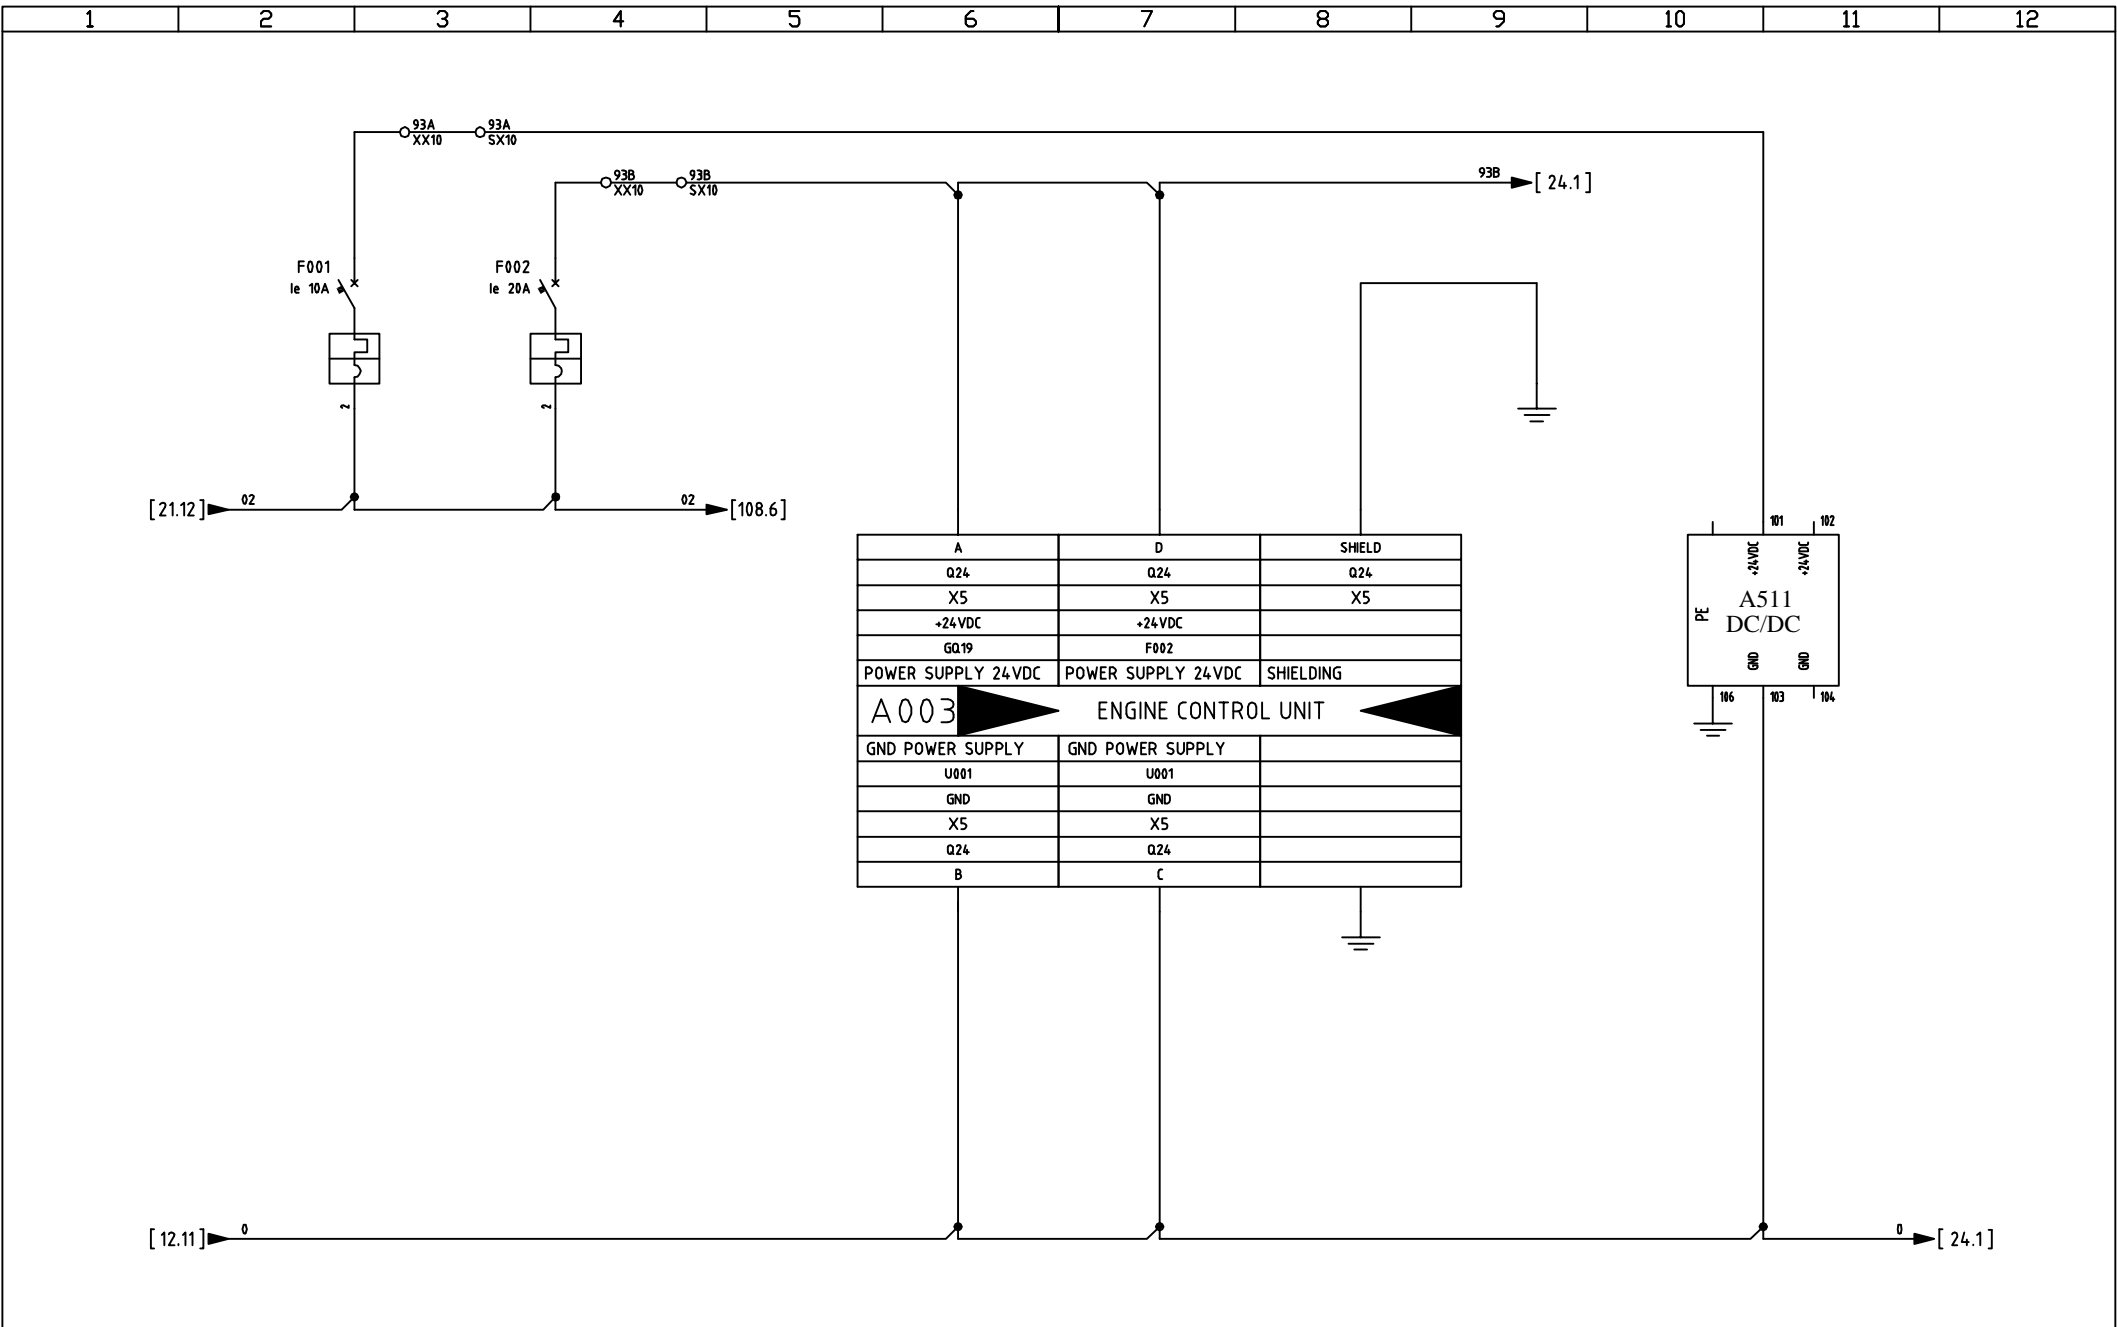 1 2 3 4 5 6 7 8 9 10 11 12
93A 93A
XX10 SX10
93B 93B 93B [ 24.1 ]
XX10 SX10
F001 F002
Ie 10A Ie 20A
2 2
[21.12] 02 02 [108.6]
101 102
A D SHIELD
Q24 Q24 Q24
X5 X5 X5
+24VDC +24VDC
GQ19 F002
POWER SUPPLY 24VDC POWER SUPPLY 24VDC SHIELDING
A003 ENGINE CONTROL UNIT
GND POWER SUPPLY GND POWER SUPPLY
U001 U001
GND GND
X5 X5
Q24 Q24
B C
+24VDC +24VDC
A511
PE DC/DC
GND GND
106 103 104
[ 12.11] 0 0 [ 24.1 ]